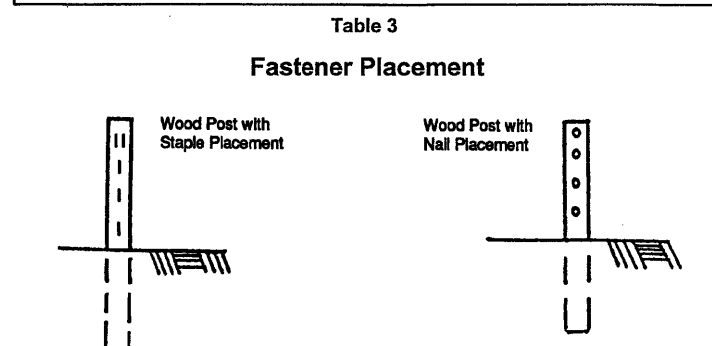 Table 3
Fastener Placement
Wood Post with
Staple Placement
Wood Post with
Nail Placement